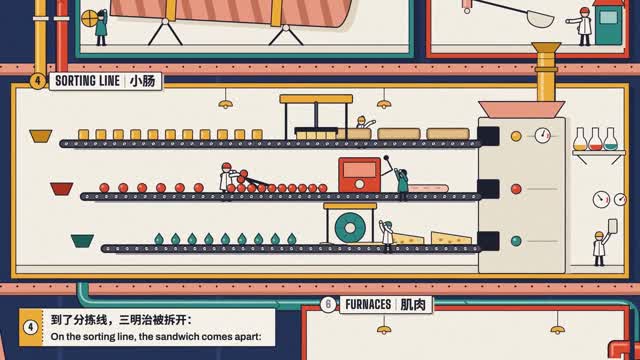 4 SORTING LINE | 小肠
6 FURNACES | 肌肉
4 到了分拣线，三明治被拆开：
On the sorting line, the sandwich comes apart: